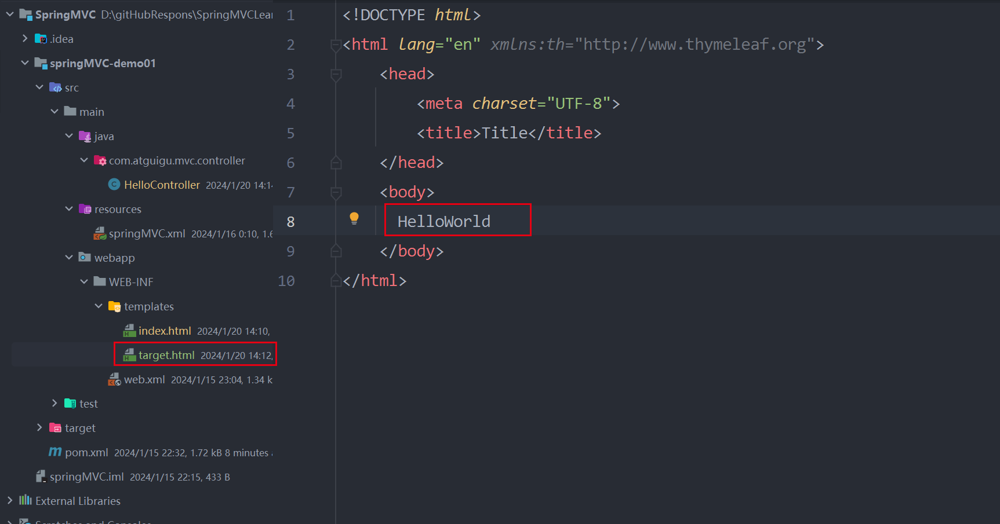 SpringMVC D:\gitHubRespons\SpringMVCLear
.idea
springMVC-demo01
src
main
java
com.atguigu.mvc.controller
HelloController 2024/1/20 14:14
resources
springMVC.xml 2024/1/16 0:10, 1.6
webapp
WEB-INF
templates
index.html 2024/1/20 14:10,
target.html 2024/1/20 14:12,
web.xml 2024/1/15 23:04, 1.34 k
test
target
pom.xml 2024/1/15 22:32, 1.72 kB 8 minutes a
springMVC.iml 2024/1/15 22:15, 433 B
External Libraries
Scratches and Consoles
1 <!DOCTYPE html>
2 <html lang="en" xmlns:th="http://www.thymeleaf.org">
3 <head>
4 <meta charset="UTF-8">
5 <title>Title</title>
6 </head>
7 <body>
8 HelloWorld
9 </body>
10 </html>